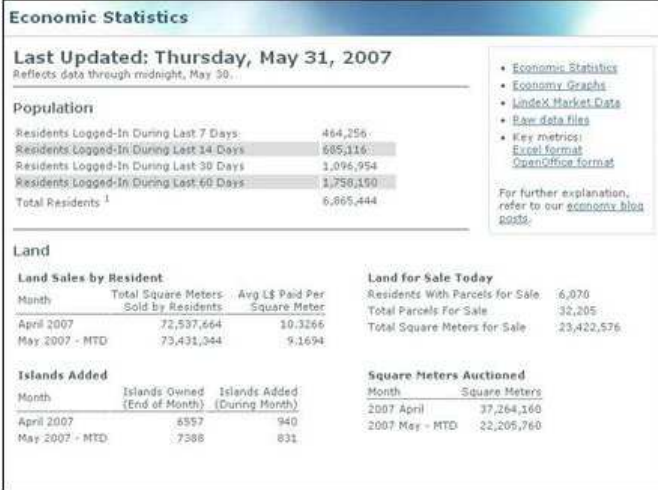 Economic Statistics
Last Updated: Thursday, May 31, 2007
Reflects data through midnight, May 30.
Population
Residents Logged-In During Last 7 Days 464,256
Residents Logged-In During Last 14 Days 685,116
Residents Logged-In During Last 30 Days 1,096,954
Residents Logged-In During Last 60 Days 1,758,150
Total Residents 1 6,865,444
• Economic Statistics
• Economy Graphs
• LindeX Market Data
• Raw data files
• Key metrics:
Excel format
OpenOffice format
For further explanation,
refer to our economy blog
posts.
Land
Land Sales by Resident
Month Total Square Meters Sold by Residents Avg L$ Paid Per Square Meter
April 2007 72,537,664 10.3266
May 2007 - MTD 73,431,344 9.1694
Land for Sale Today
Residents With Parcels for Sale 6,070
Total Parcels For Sale 32,205
Total Square Meters for Sale 23,422,576
Islands Added
Month Islands Owned (End of Month) Islands Added (During Month)
April 2007 6557 940
May 2007 - MTD 7388 831
Square Meters Auctioned
Month Square Meters
2007 April 37,264,160
2007 May - MTD 22,205,760